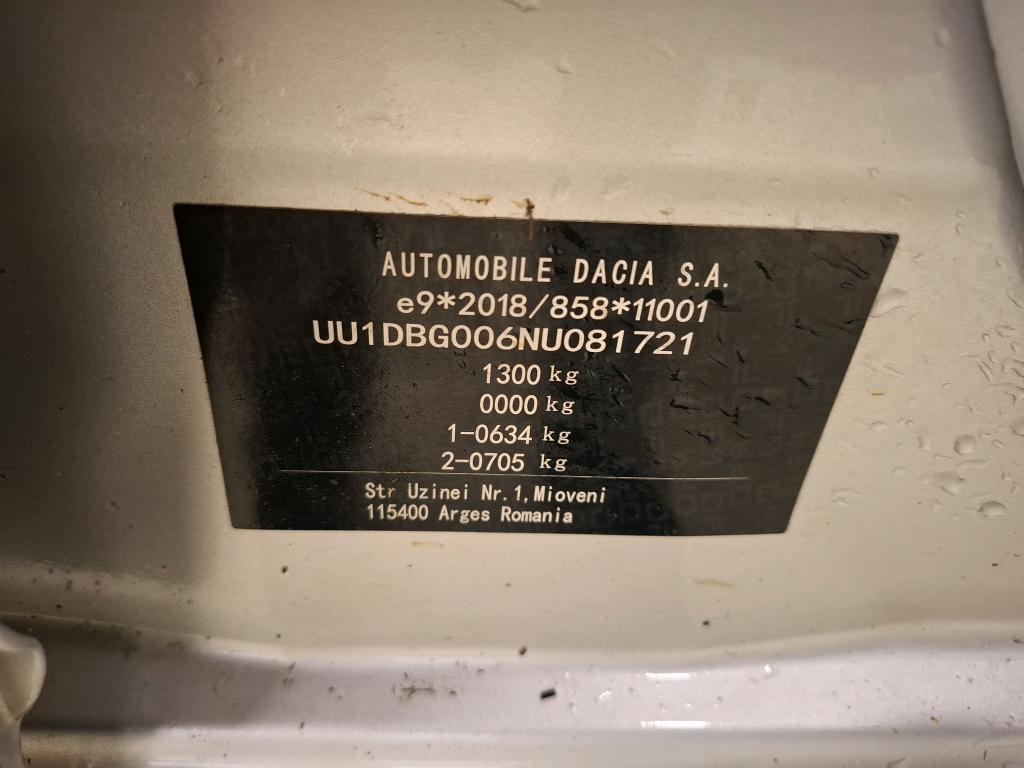 AUTOMOBILE DACIA S.A.
e9*2018/858*11001
UU1DBG006NU081721
1300 kg
0000 kg
1-0634 kg
2-0705 kg
Str Uzinei Nr.1,Mioveni
115400 Arges Romania